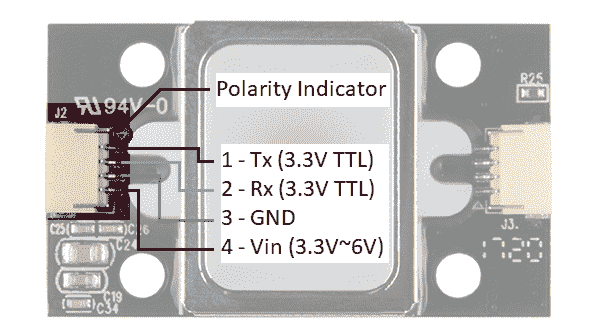 Polarity Indicator
1 - Tx (3.3V TTL)
2 - Rx (3.3V TTL)
3 - GND
4 - Vin (3.3V~6V)
J2
94V-0
R25
C25
C26
C24
C19
C34
J3.
1720